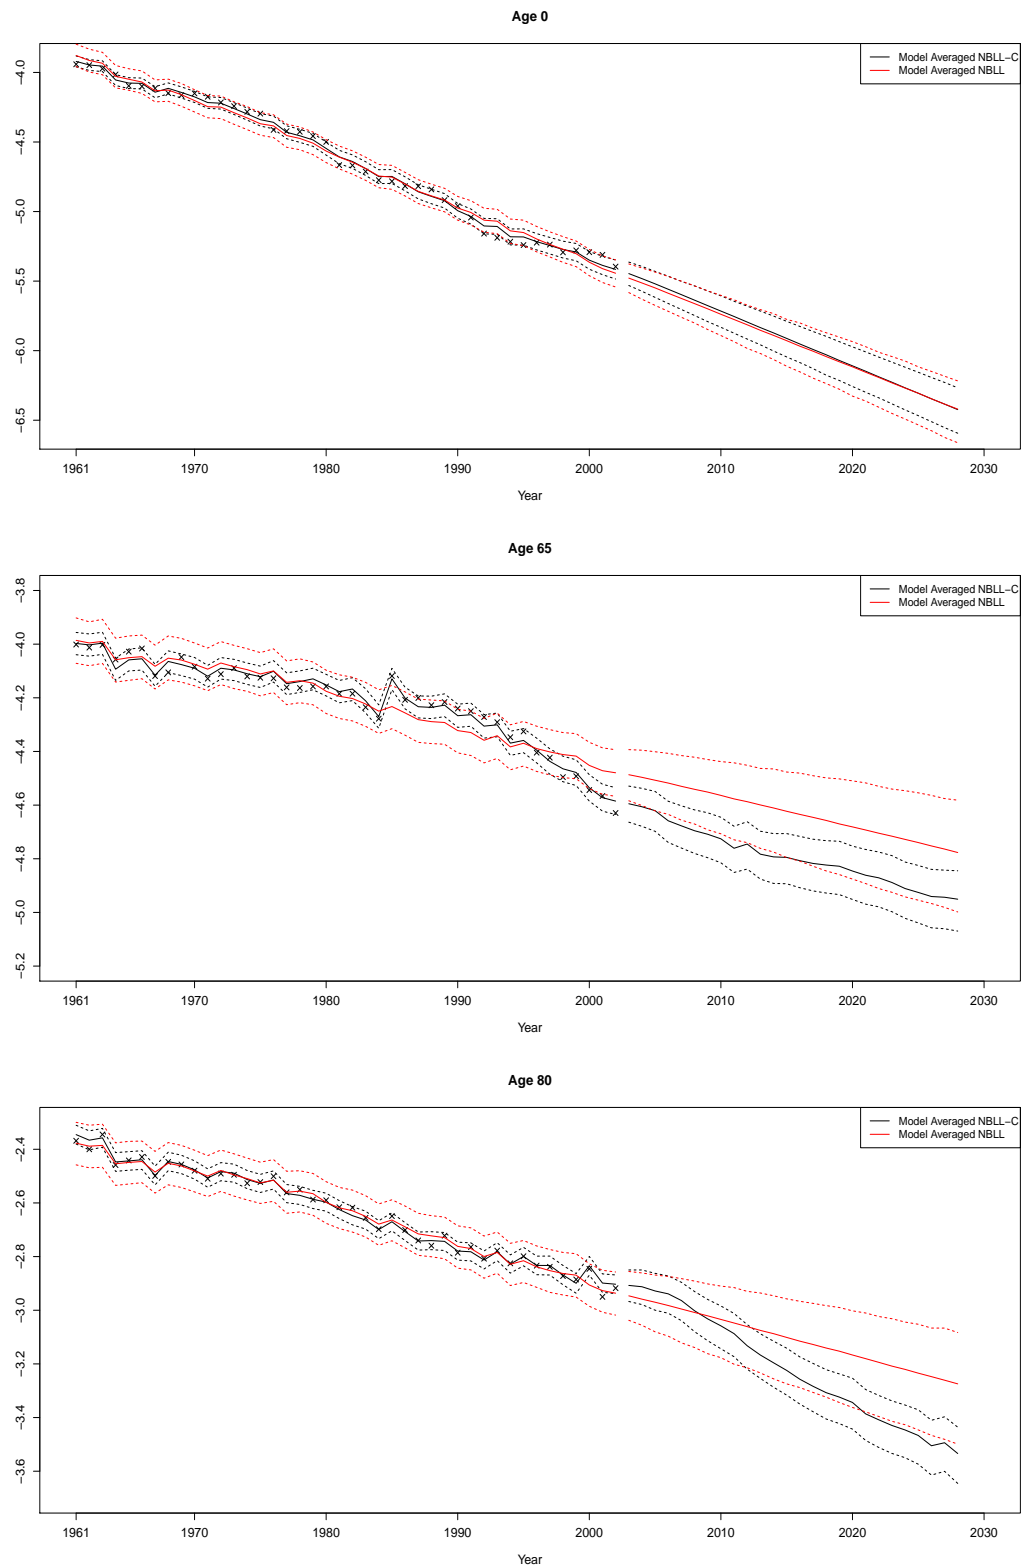 Age 0
Model Averaged NBLL−C
Model Averaged NBLL
−4.0
−4.5
−5.0
−5.5
−6.0
−6.5
1961 1970 1980 1990 2000 2010 2020 2030
Year
Age 65
Model Averaged NBLL−C
Model Averaged NBLL
−3.8
−4.0
−4.2
−4.4
−4.6
−4.8
−5.0
−5.2
1961 1970 1980 1990 2000 2010 2020 2030
Year
Age 80
Model Averaged NBLL−C
Model Averaged NBLL
−2.4
−2.6
−2.8
−3.0
−3.2
−3.4
−3.6
1961 1970 1980 1990 2000 2010 2020 2030
Year